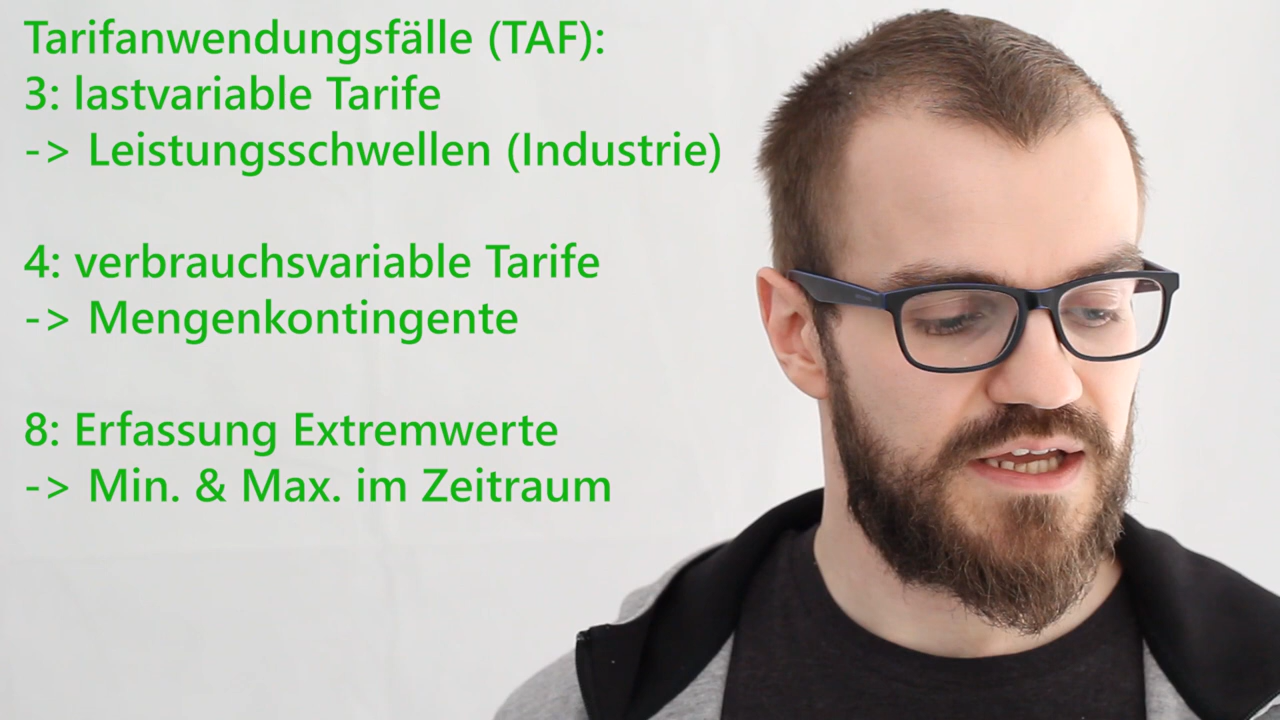 Tarifanwendungsfälle (TAF):
3: lastvariable Tarife
-> Leistungsschwellen (Industrie)
4: verbrauchsvariable Tarife
-> Mengenkontingente
8: Erfassung Extremwerte
-> Min. & Max. im Zeitraum